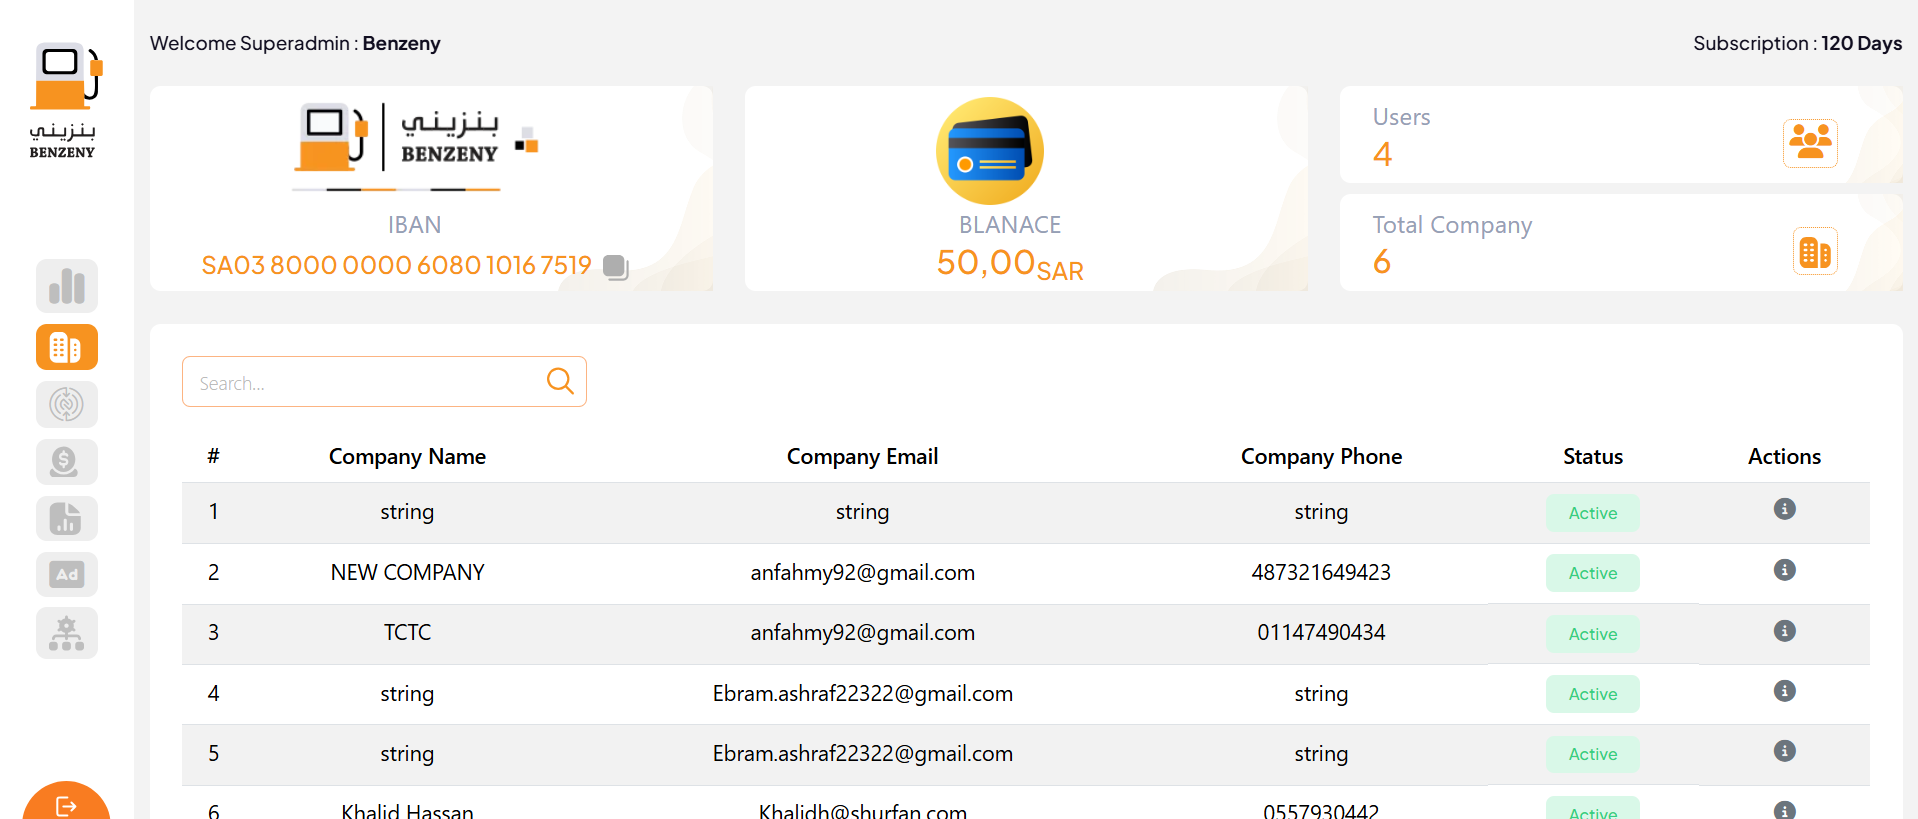 بنزيني
BENZENY
Welcome Superadmin : Benzeny
Subscription : 120 Days
بنزيني
BENZENY
IBAN
SA03 8000 0000 6080 1016 7519
BLANACE
50,00 SAR
Users
4
Total Company
6
Ad
Search...
# Company Name Company Email Company Phone Status Actions
1 string string string Active
2 NEW COMPANY anfahmy92@gmail.com 487321649423 Active
3 TCTC anfahmy92@gmail.com 01147490434 Active
4 string Ebram.ashraf22322@gmail.com string Active
5 string Ebram.ashraf22322@gmail.com string Active
6 Khalid Hassan Khalidh@shurfan.com 0557930442 Active